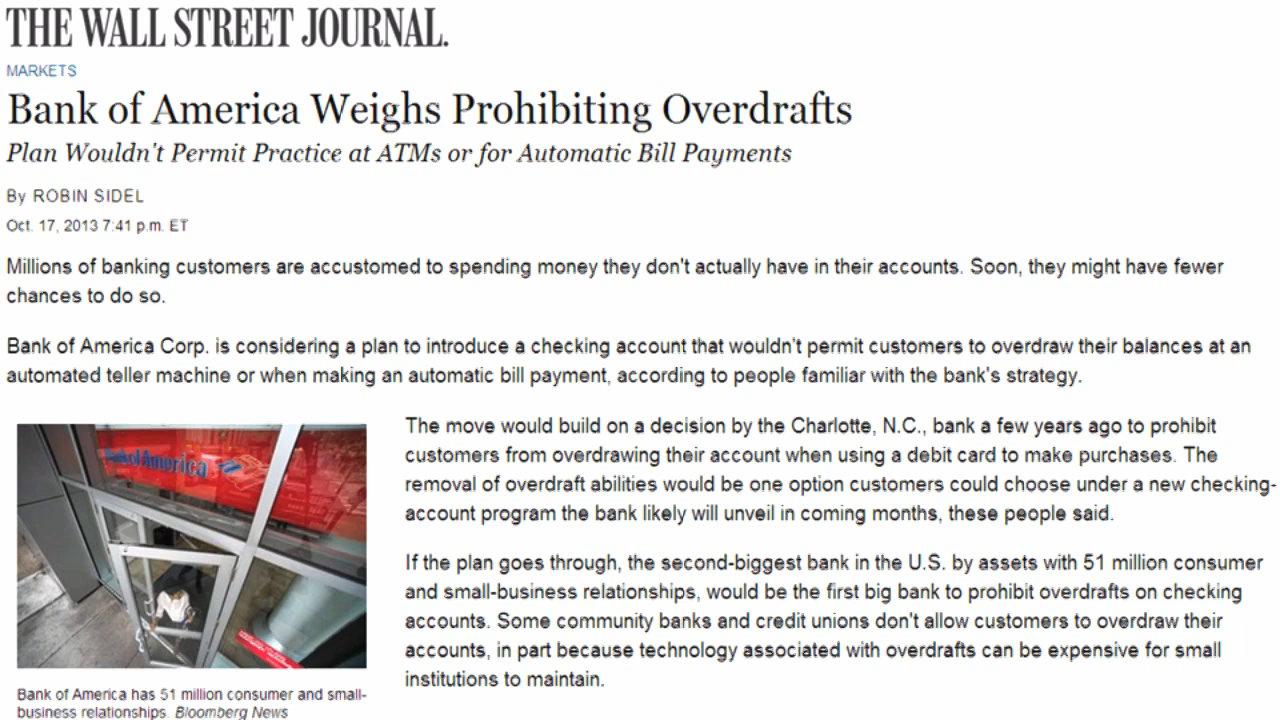 THE WALL STREET JOURNAL.
MARKETS
Bank of America Weighs Prohibiting Overdrafts
Plan Wouldn't Permit Practice at ATMs or for Automatic Bill Payments
By ROBIN SIDEL
Oct. 17, 2013 7:41 p.m. ET
Millions of banking customers are accustomed to spending money they don't actually have in their accounts. Soon, they might have fewer
chances to do so.
Bank of America Corp. is considering a plan to introduce a checking account that wouldn't permit customers to overdraw their balances at an
automated teller machine or when making an automatic bill payment, according to people familiar with the bank's strategy.
Bank of America
The move would build on a decision by the Charlotte, N.C., bank a few years ago to prohibit
customers from overdrawing their account when using a debit card to make purchases. The
removal of overdraft abilities would be one option customers could choose under a new checking-
account program the bank likely will unveil in coming months, these people said.
If the plan goes through, the second-biggest bank in the U.S. by assets with 51 million consumer
and small-business relationships, would be the first big bank to prohibit overdrafts on checking
accounts. Some community banks and credit unions don't allow customers to overdraw their
accounts, in part because technology associated with overdrafts can be expensive for small
institutions to maintain.
Bank of America has 51 million consumer and small-
business relationships. Bloomberg News